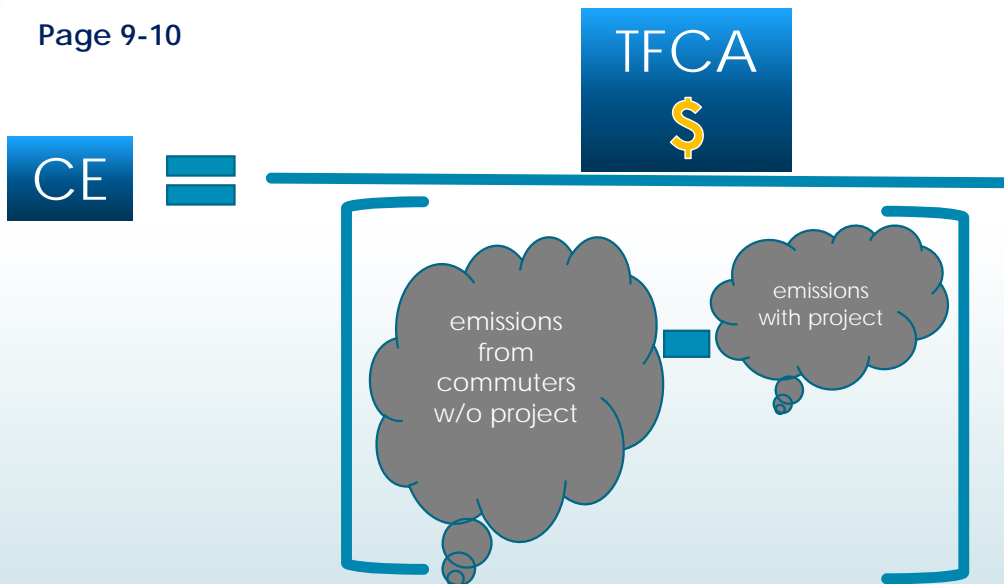 Page 9-10
TFCA
$
CE
emissions
from
commuters
w/o project
emissions
with project